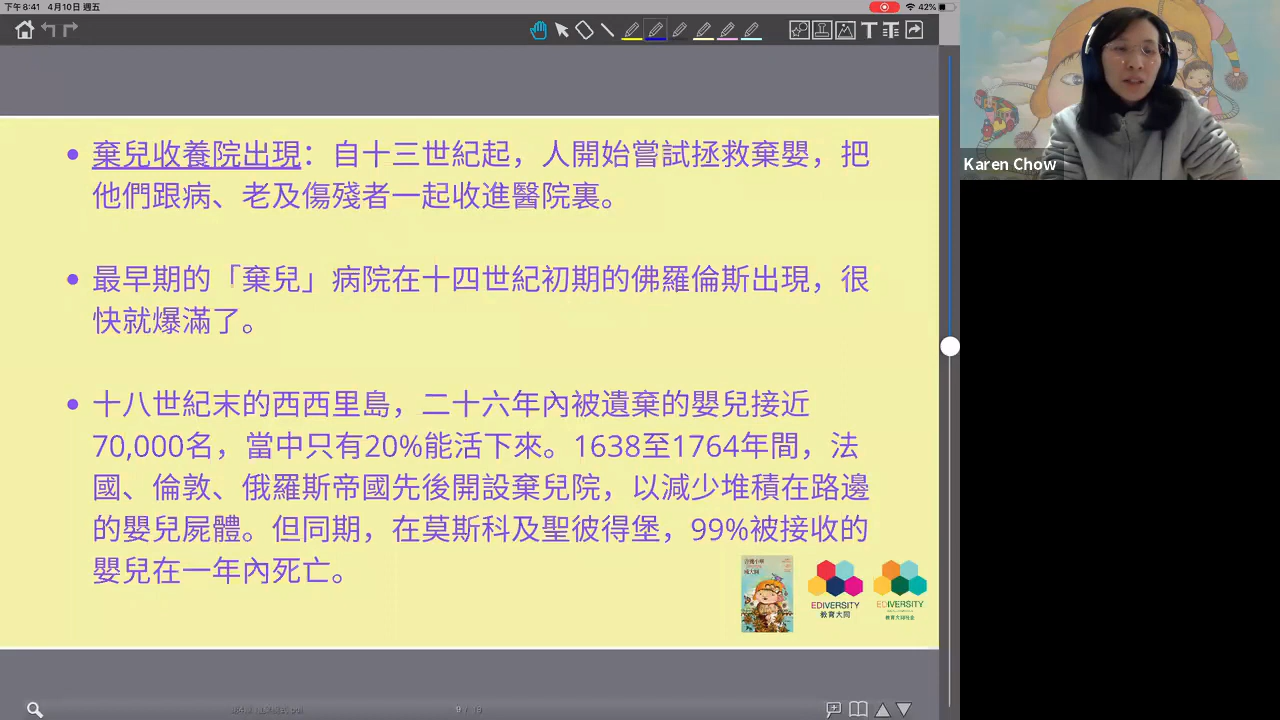 下午8:41 4月10日 週五
42%
Karen Chow
棄兒收養院出現：自十三世紀起，人開始嘗試拯救棄嬰，把
他們跟病、老及傷殘者一起收進醫院裏。
最早期的「棄兒」病院在十四世紀初期的佛羅倫斯出現，很
快就爆滿了。
十八世紀末的西西里島，二十六年內被遺棄的嬰兒接近
70,000名，當中只有20%能活下來。1638至1764年間，法
國、倫敦、俄羅斯帝國先後開設棄兒院，以減少堆積在路邊
的嬰兒屍體。但同期，在莫斯科及聖彼得堡，99%被接收的
嬰兒在一年內死亡。
EDIVERSITY
教育大同
EDIVERSITY